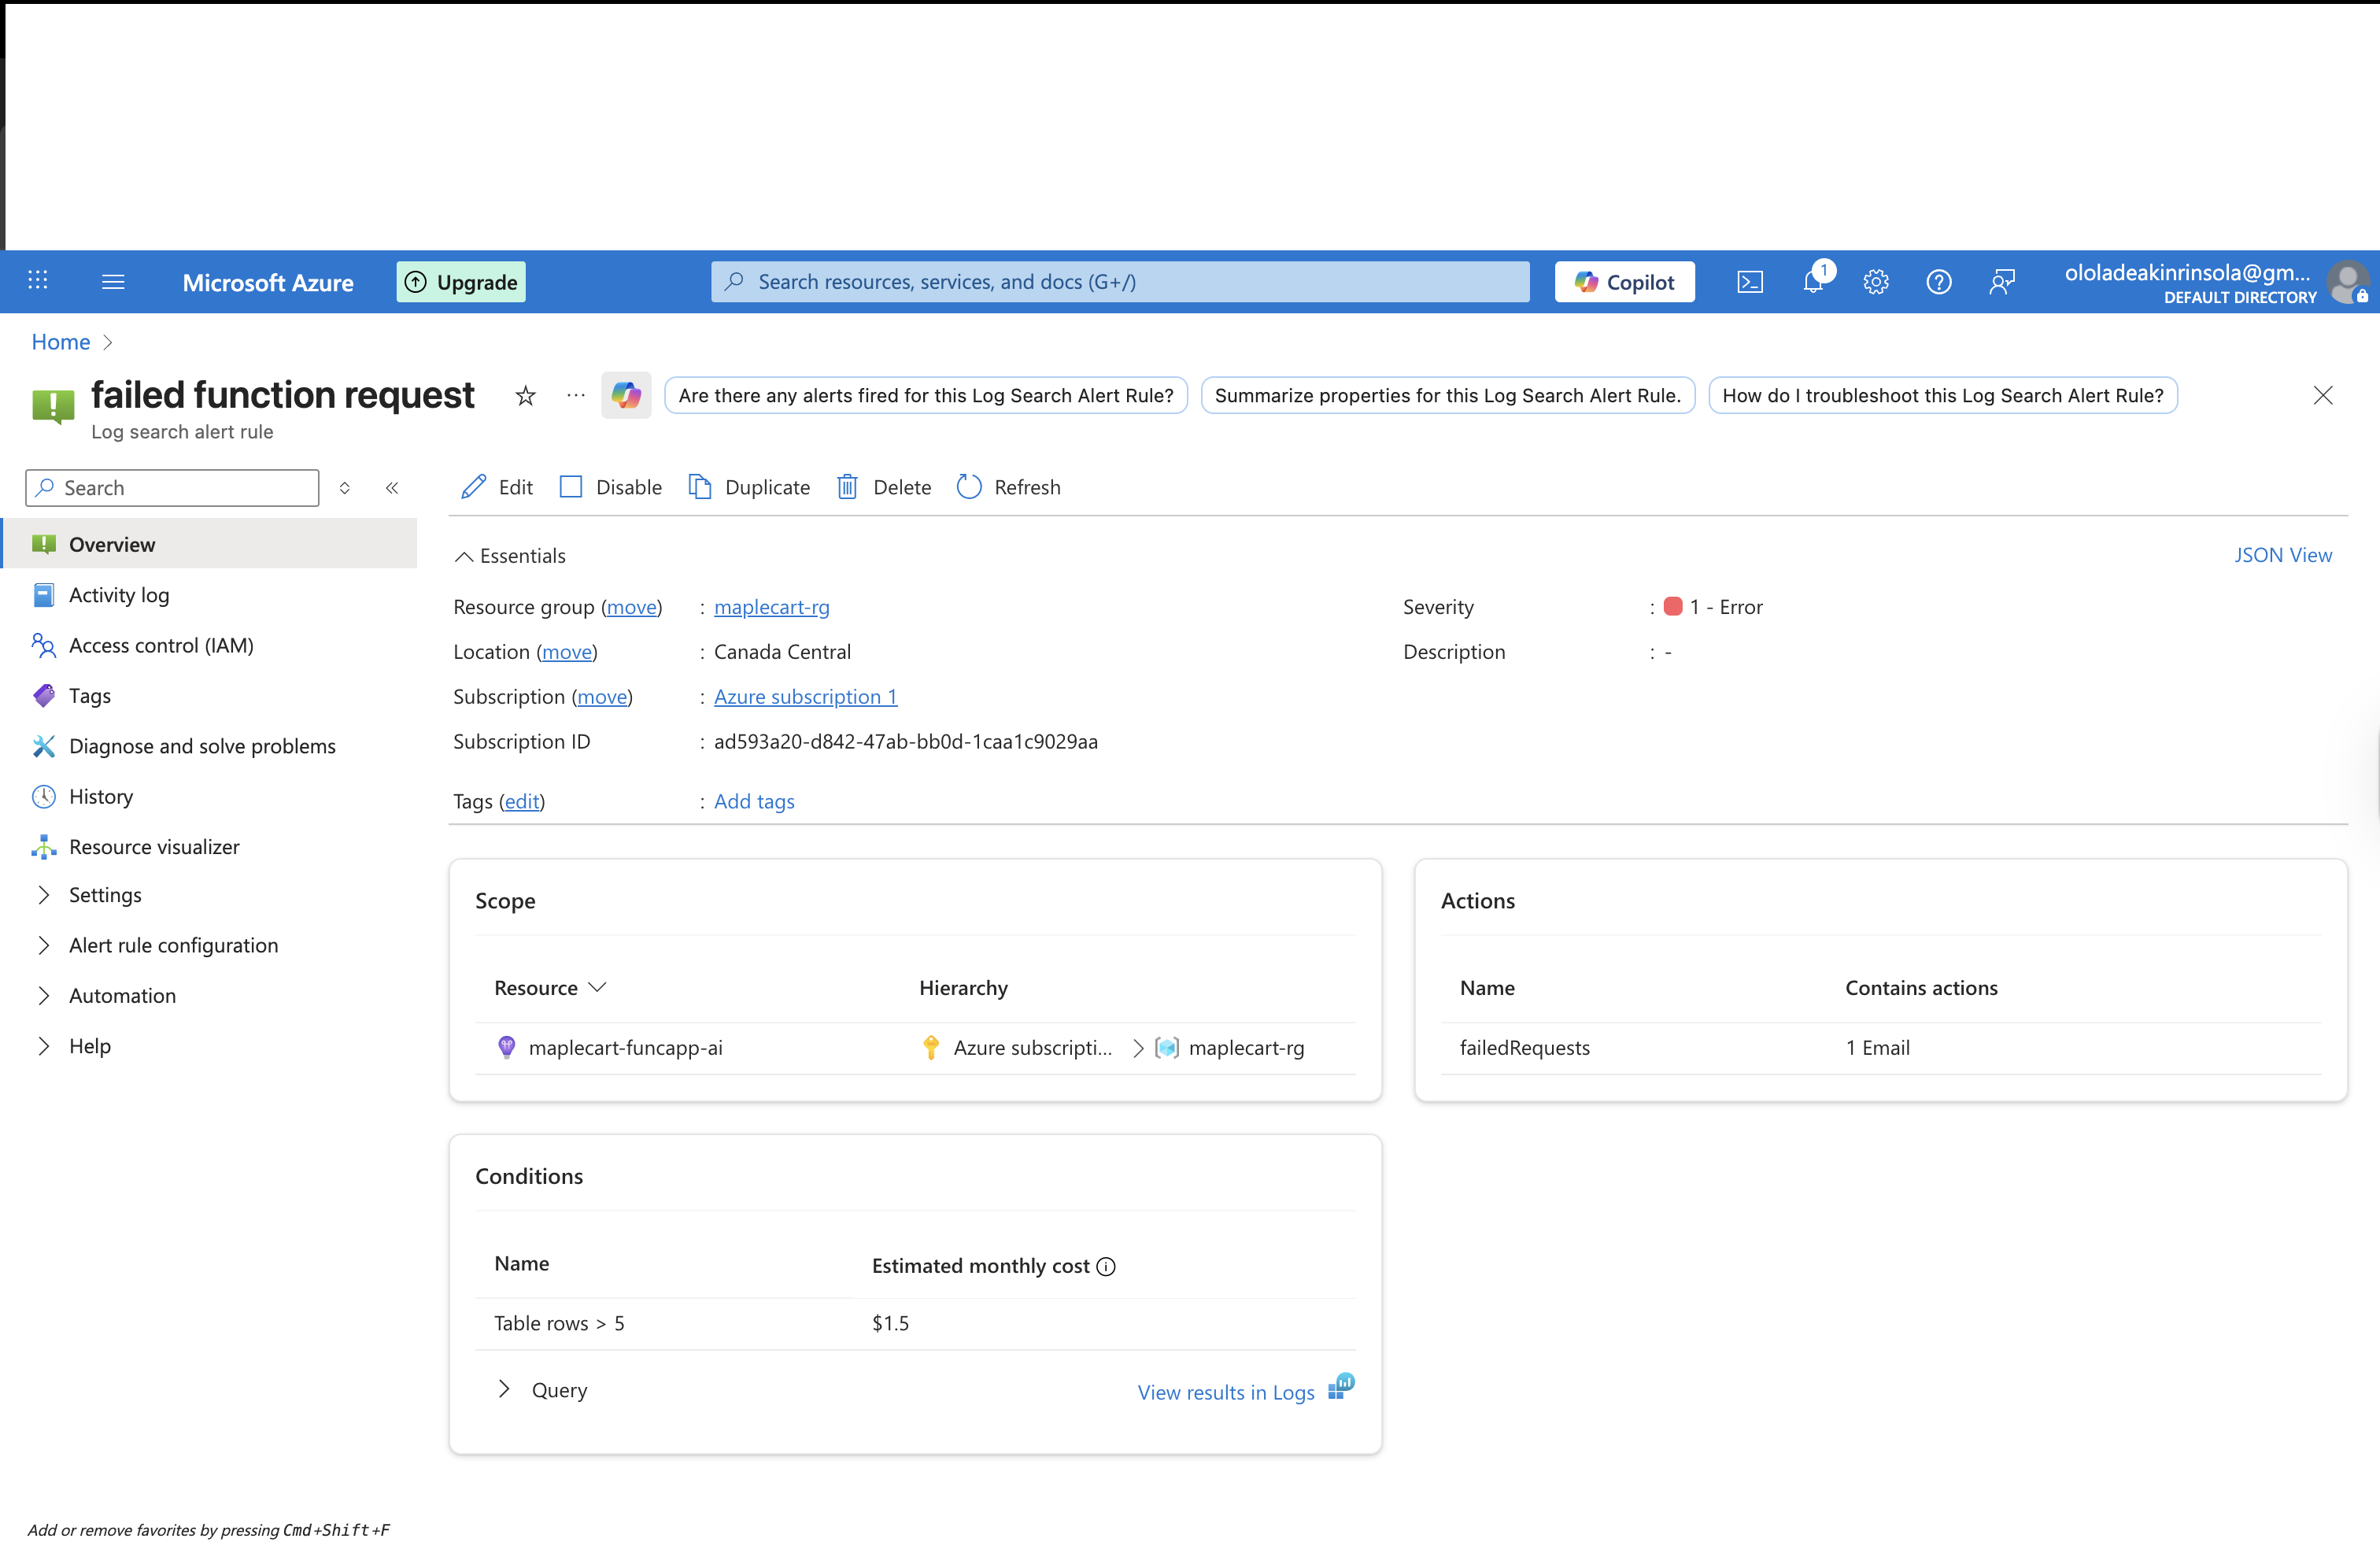 Microsoft Azure
Upgrade
Search resources, services, and docs (G+/)
Copilot
1
ololadeakinrinsola@gm...
DEFAULT DIRECTORY
Home
failed function request
...
Are there any alerts fired for this Log Search Alert Rule?
Summarize properties for this Log Search Alert Rule.
How do I troubleshoot this Log Search Alert Rule?
Log search alert rule
Search
Edit
Disable
Duplicate
Delete
Refresh
Overview
Activity log
Access control (IAM)
Tags
Diagnose and solve problems
History
Resource visualizer
Settings
Alert rule configuration
Automation
Help
Essentials
JSON View
Resource group (move) : maplecart-rg
Location (move) : Canada Central
Subscription (move) : Azure subscription 1
Subscription ID : ad593a20-d842-47ab-bb0d-1caa1c9029aa
Tags (edit) : Add tags
Severity : 1 - Error
Description : -
Scope
Resource Hierarchy
maplecart-funcapp-ai Azure subscripti... > maplecart-rg
Actions
Name Contains actions
failedRequests 1 Email
Conditions
Name Estimated monthly cost
Table rows > 5 $1.5
Query
View results in Logs
Add or remove favorites by pressing Cmd+Shift+F